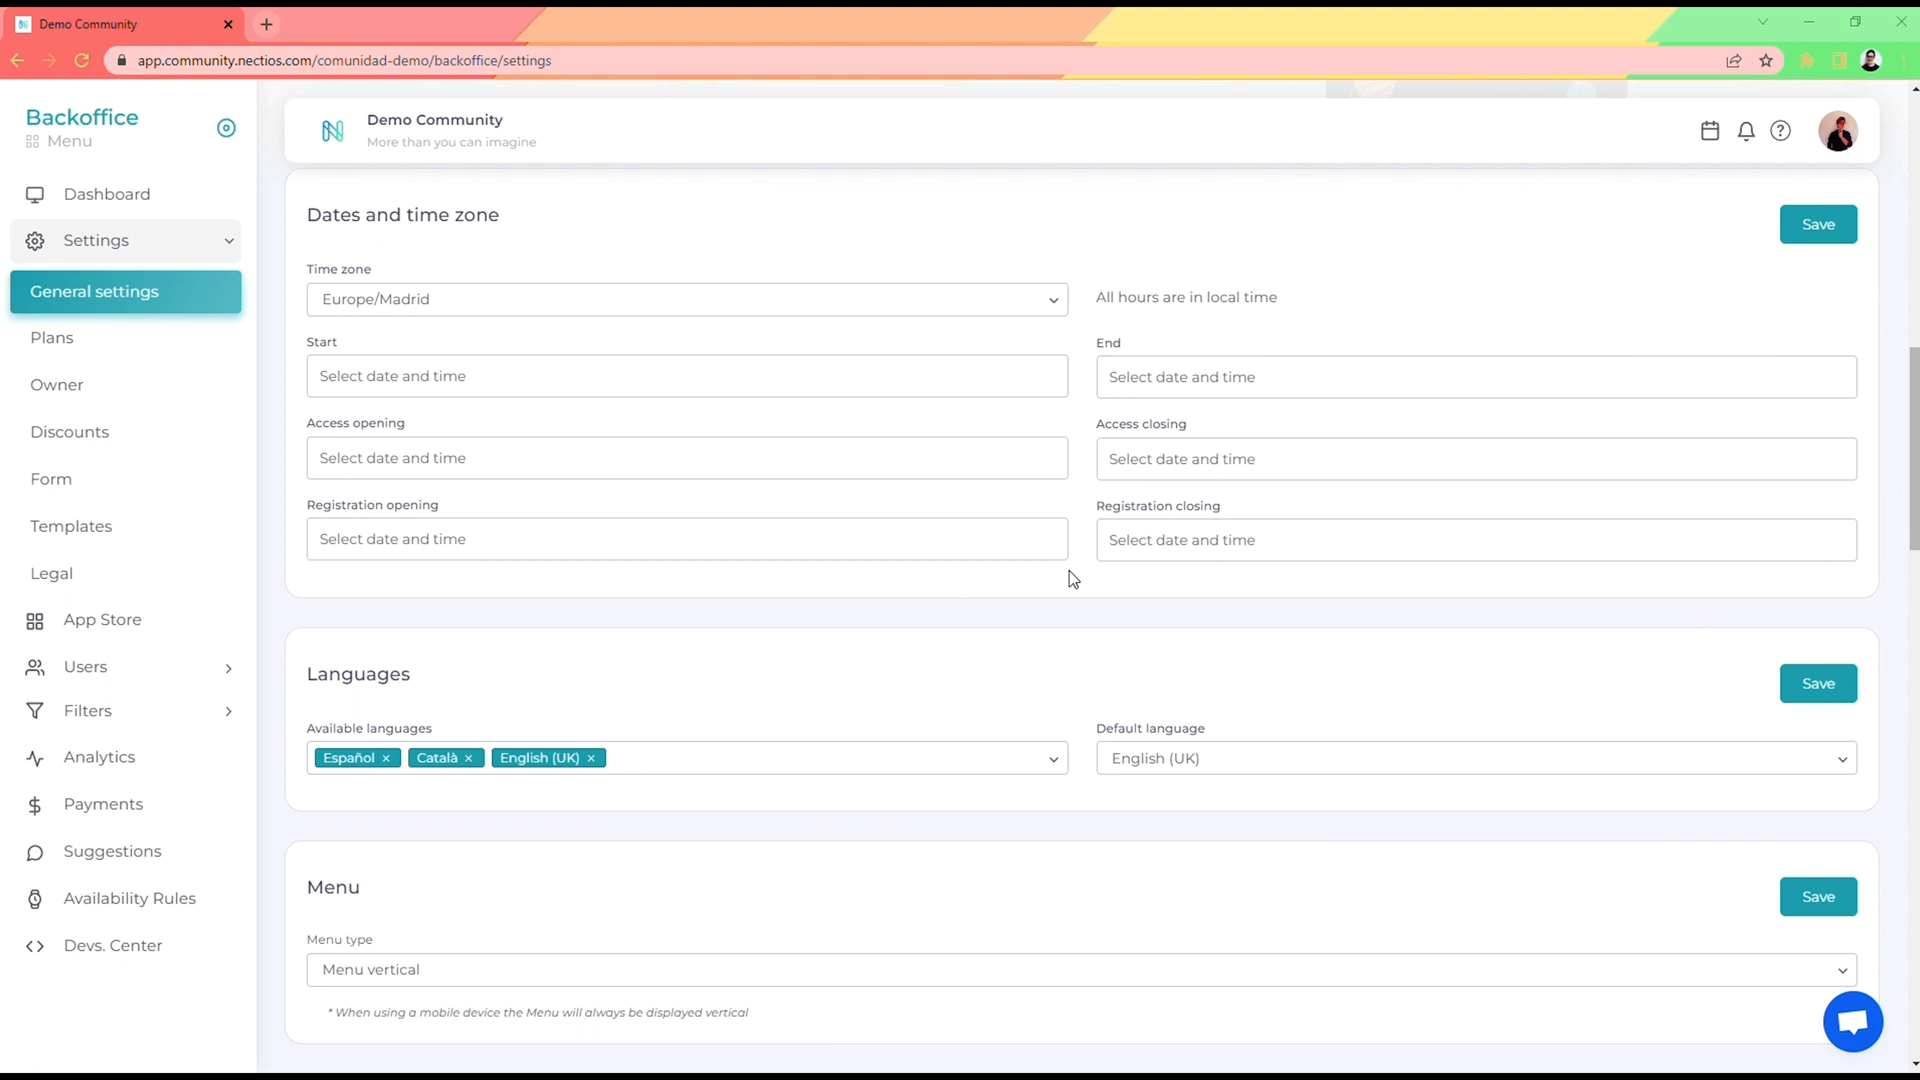 Demo Community
app.community.nectios.com/comunidad-demo/backoffice/settings
Backoffice
Menu
Dashboard
Settings
General settings
Plans
Owner
Discounts
Form
Templates
Legal
App Store
Users
Filters
Analytics
Payments
Suggestions
Availability Rules
Devs. Center
Demo Community
More than you can imagine
Dates and time zone
Save
Time zone
Europe/Madrid
All hours are in local time
Start
End
Select date and time
Select date and time
Access opening
Access closing
Select date and time
Select date and time
Registration opening
Registration closing
Select date and time
Select date and time
Languages
Save
Available languages
Default language
Español × Català × English (UK) ×
English (UK)
Menu
Save
Menu type
Menu vertical
* When using a mobile device the Menu will always be displayed vertical